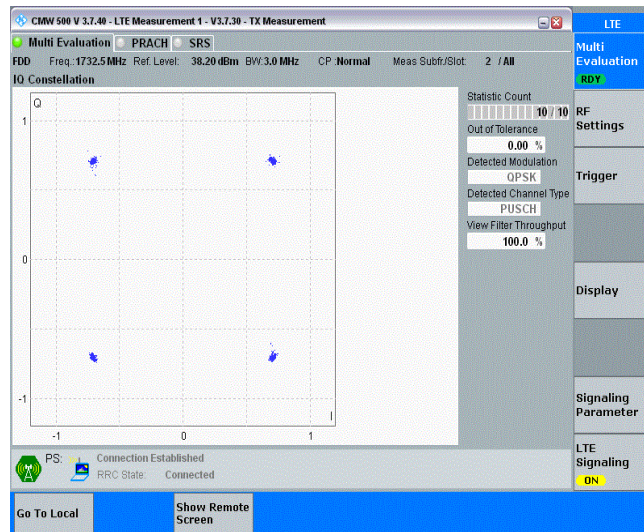 CMW 500 V 3.7.40 - LTE Measurement 1 - V3.7.30 - TX Measurement
LTE
Multi Evaluation PRACH SRS
Multi Evaluation
RDY
FDD Freq.:1732.5 MHz Ref. Level: 38.20 dBm BW:3.0 MHz CP :Normal Meas Subfr./Slot: 2 / All
IQ Constellation
Q
1
0
-1
-1 0 1
I
Statistic Count
10 / 10
Out of Tolerance
0.00 %
Detected Modulation
QPSK
Detected Channel Type
PUSCH
View Filter Throughput
100.0 %
RF Settings
Trigger
Display
Signaling Parameter
LTE Signaling
ON
PS: Connection Established
RRC State: Connected
Go To Local
Show Remote Screen